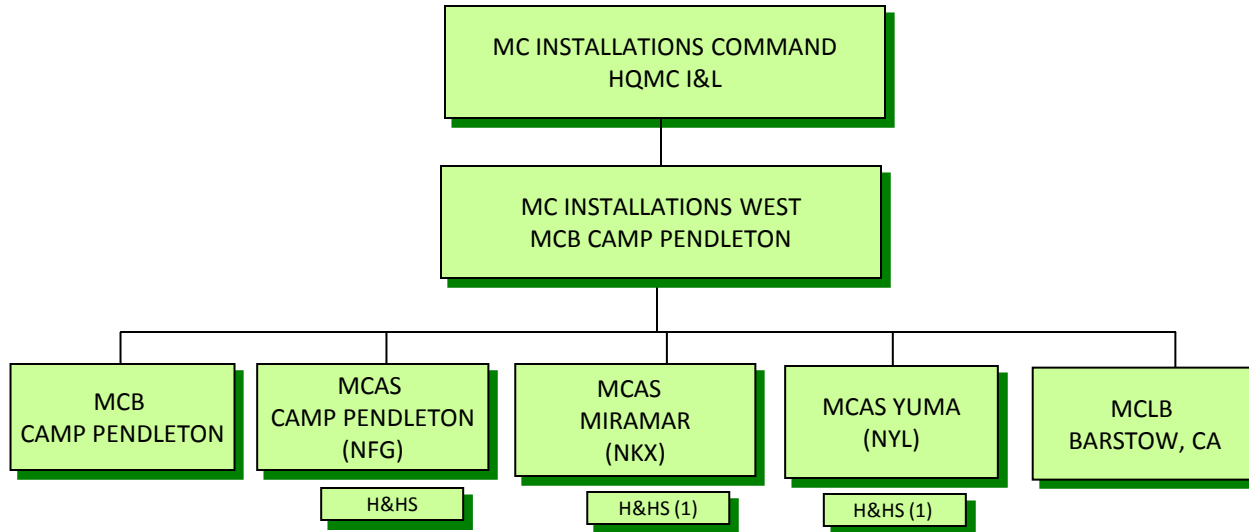 MC INSTALLATIONS COMMAND
HQMC I&L
MC INSTALLATIONS WEST
MCB CAMP PENDLETON
MCB
CAMP PENDLETON
MCAS
CAMP PENDLETON
(NFG)
MCAS
MIRAMAR
(NKX)
MCAS YUMA
(NYL)
MCLB
BARSTOW, CA
H&HS
H&HS (1)
H&HS (1)